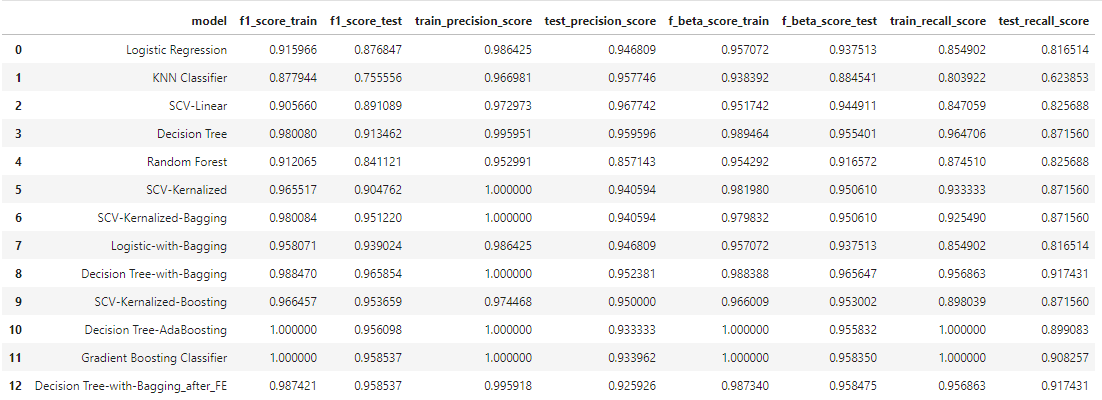 model f1_score_train f1_score_test train_precision_score test_precision_score f_beta_score_train f_beta_score_test train_recall_score test_recall_score
0 Logistic Regression 0.915966 0.876847 0.986425 0.946809 0.957072 0.937513 0.854902 0.816514
1 KNN Classifier 0.877944 0.755556 0.966981 0.957746 0.938392 0.884541 0.803922 0.623853
2 SCV-Linear 0.905660 0.891089 0.972973 0.967742 0.951742 0.944911 0.847059 0.825688
3 Decision Tree 0.980080 0.913462 0.995951 0.959596 0.989464 0.955401 0.964706 0.871560
4 Random Forest 0.912065 0.841121 0.952991 0.857143 0.954292 0.916572 0.874510 0.825688
5 SCV-Kernalized 0.965517 0.904762 1.000000 0.940594 0.981980 0.950610 0.933333 0.871560
6 SCV-Kernalized-Bagging 0.980084 0.951220 1.000000 0.940594 0.979832 0.950610 0.925490 0.871560
7 Logistic-with-Bagging 0.958071 0.939024 0.986425 0.946809 0.957072 0.937513 0.854902 0.816514
8 Decision Tree-with-Bagging 0.988470 0.965854 1.000000 0.952381 0.988388 0.965647 0.956863 0.917431
9 SCV-Kernalized-Boosting 0.966457 0.953659 0.974468 0.950000 0.966009 0.953002 0.898039 0.871560
10 Decision Tree-AdaBoosting 1.000000 0.956098 1.000000 0.933333 1.000000 0.955832 1.000000 0.899083
11 Gradient Boosting Classifier 1.000000 0.958537 1.000000 0.933962 1.000000 0.958350 1.000000 0.908257
12 Decision Tree-with-Bagging_after_FE 0.987421 0.958537 0.995918 0.925926 0.987340 0.958475 0.956863 0.917431